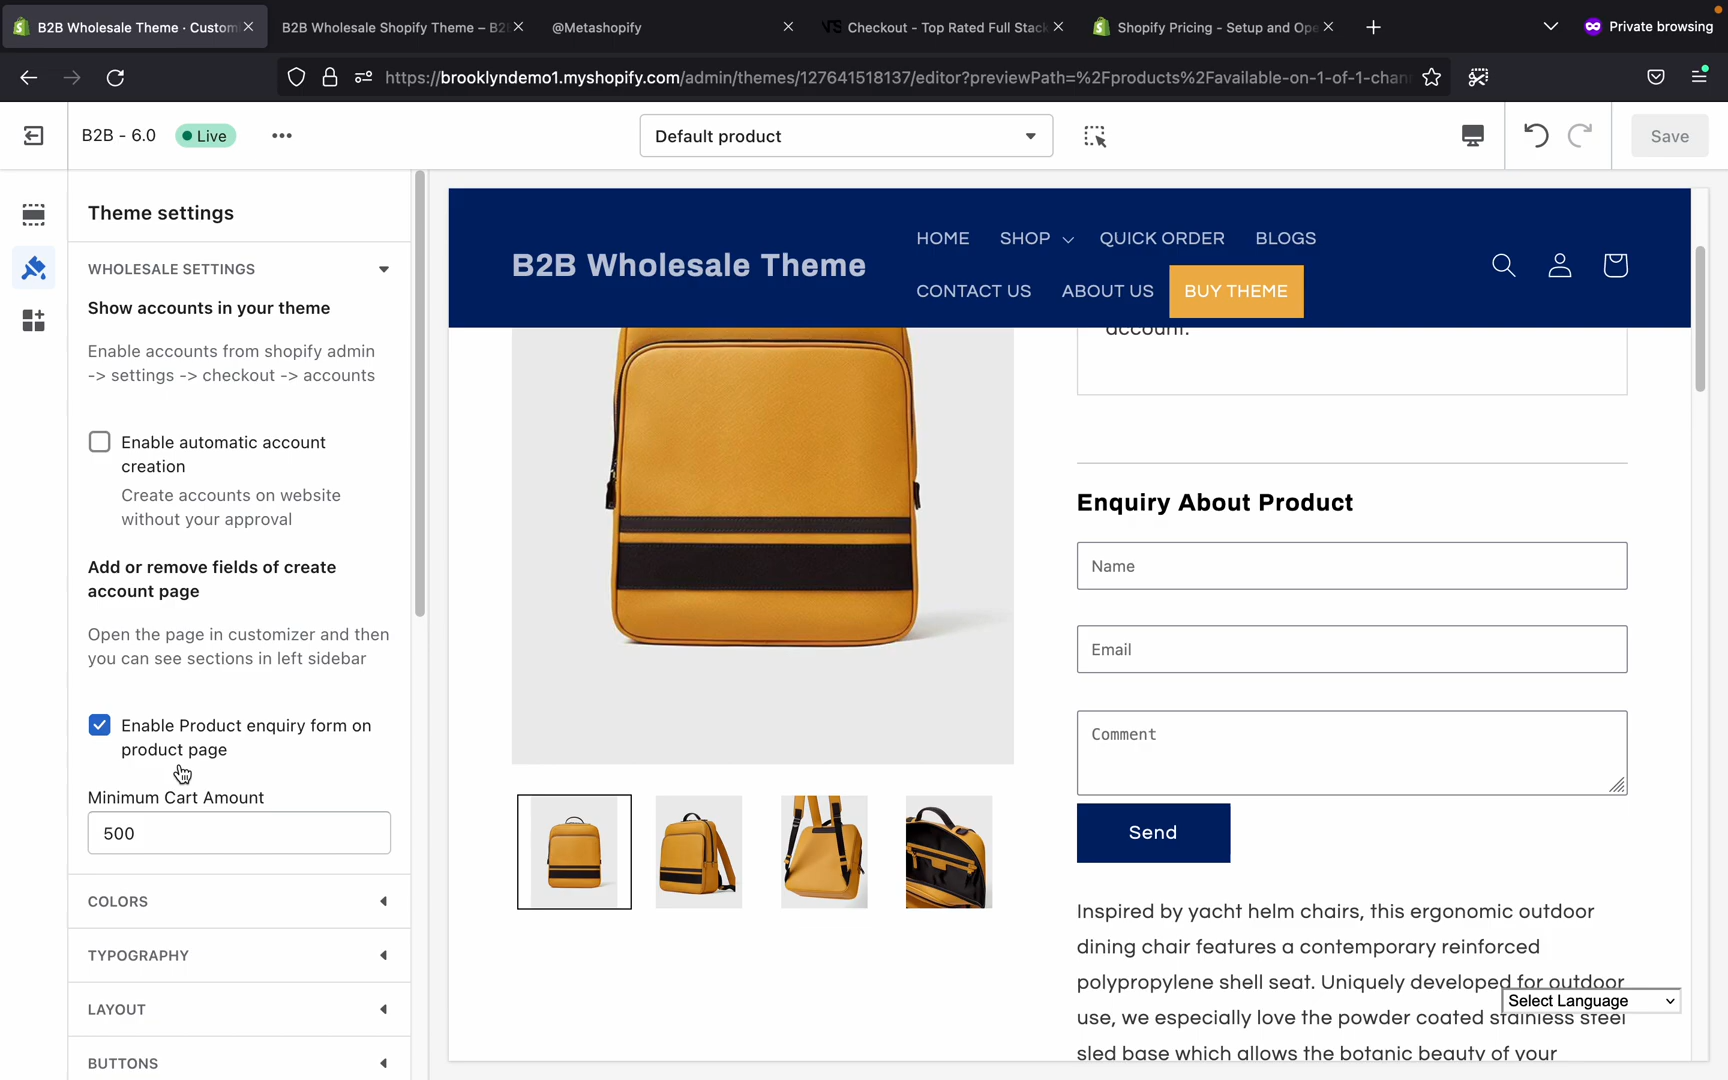 B2B Wholesale Theme · Custom
B2B Wholesale Shopify Theme – B2
@Metashopify
Checkout - Top Rated Full Stack
Shopify Pricing - Setup and Ope
Private browsing
https://brooklyndemo1.myshopify.com/admin/themes/127641518137/editor?previewPath=%2Fproducts%2Favailable-on-1-of-1-chan
B2B - 6.0
Live
Default product
Save
Theme settings
WHOLESALE SETTINGS
Show accounts in your theme
Enable accounts from shopify admin
-> settings -> checkout -> accounts
Enable automatic account
creation
Create accounts on website
without your approval
Add or remove fields of create
account page
Open the page in customizer and then
you can see sections in left sidebar
Enable Product enquiry form on
product page
Minimum Cart Amount
500
COLORS
TYPOGRAPHY
LAYOUT
BUTTONS
B2B Wholesale Theme
HOME SHOP QUICK ORDER BLOGS
CONTACT US ABOUT US BUY THEME
account.
Enquiry About Product
Name
Email
Comment
Send
Inspired by yacht helm chairs, this ergonomic outdoor
dining chair features a contemporary reinforced
polypropylene shell seat. Uniquely developed for outdoor
Select Language
use, we especially love the powder coated stainless steel
sled base which allows the botanic beauty of your